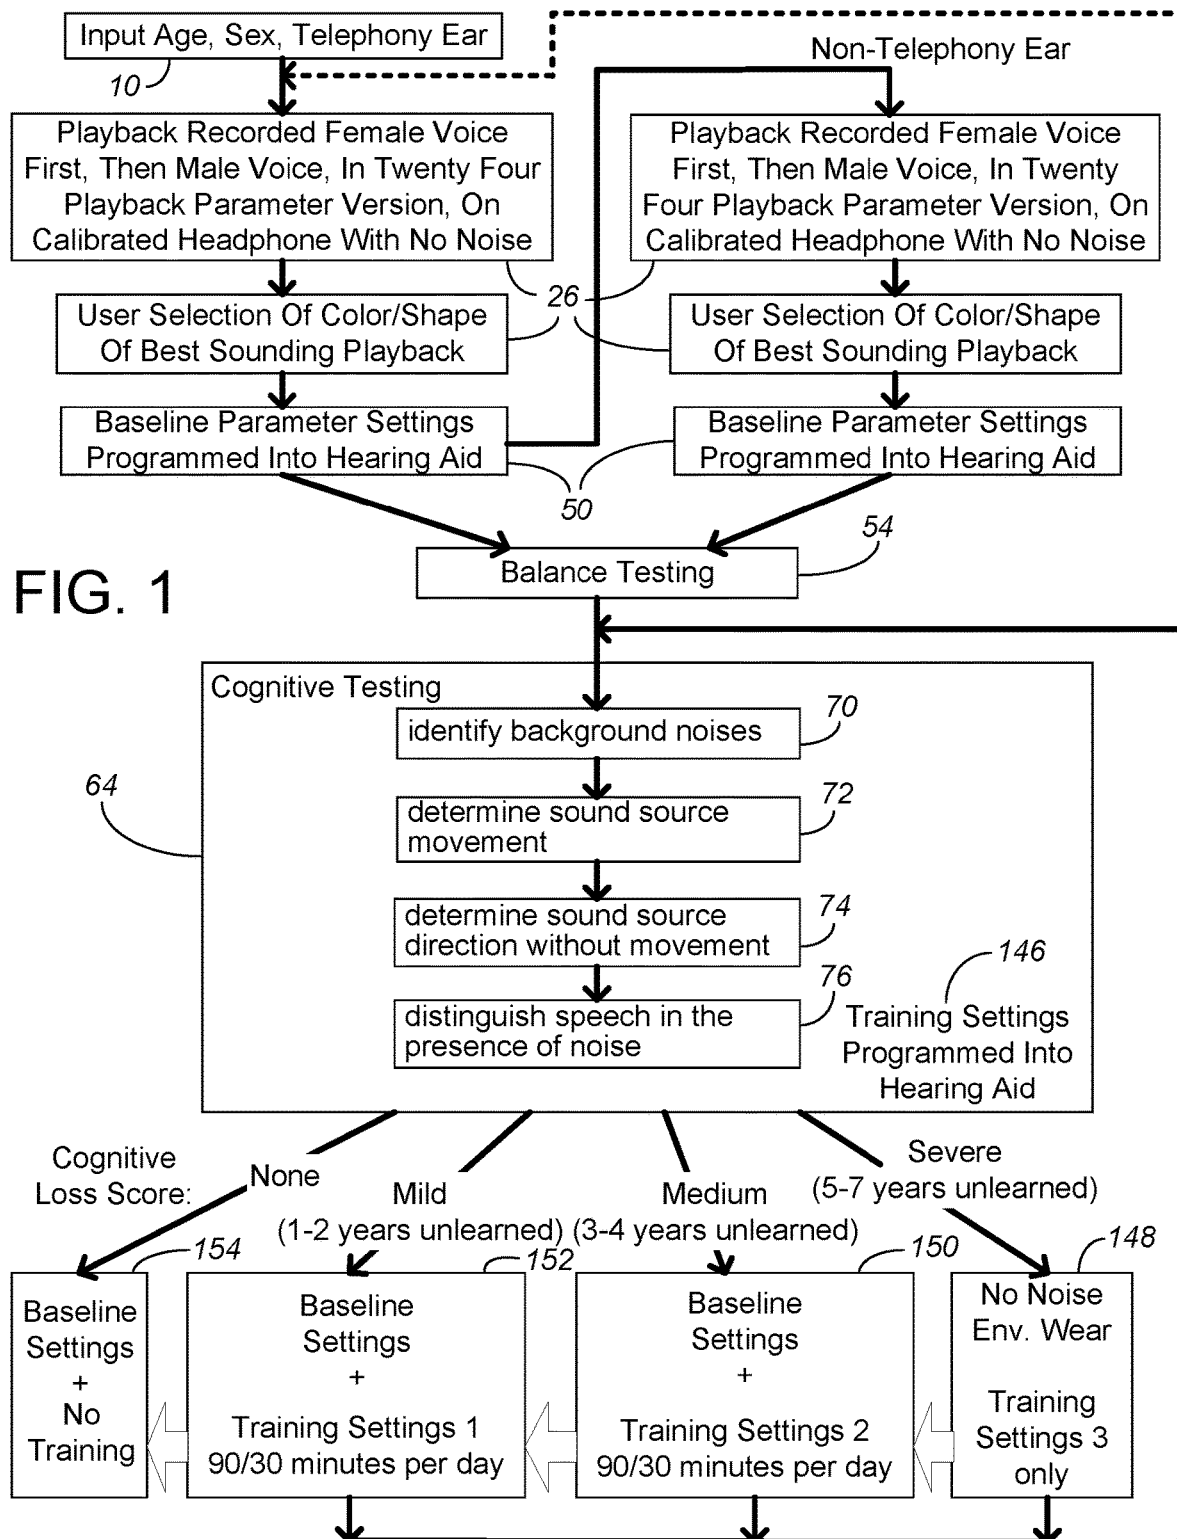 Input Age, Sex, Telephony Ear
10
Non-Telephony Ear
Playback Recorded Female Voice
First, Then Male Voice, In Twenty Four
Playback Parameter Version, On
Calibrated Headphone With No Noise
Playback Recorded Female Voice
First, Then Male Voice, In Twenty
Four Playback Parameter Version, On
Calibrated Headphone With No Noise
26
User Selection Of Color/Shape
Of Best Sounding Playback
User Selection Of Color/Shape
Of Best Sounding Playback
Baseline Parameter Settings
Programmed Into Hearing Aid
Baseline Parameter Settings
Programmed Into Hearing Aid
50
54
Balance Testing
FIG. 1
Cognitive Testing
64
identify background noises
70
determine sound source
movement
72
determine sound source
direction without movement
74
distinguish speech in the
presence of noise
76
146
Training Settings
Programmed Into
Hearing Aid
Cognitive
Loss Score:
None
Mild
(1-2 years unlearned)
Medium
(3-4 years unlearned)
Severe
(5-7 years unlearned)
154
152
150
148
Baseline
Settings
+
No
Training
Baseline
Settings
+
Training Settings 1
90/30 minutes per day
Baseline
Settings
+
Training Settings 2
90/30 minutes per day
No Noise
Env. Wear
Training
Settings 3
only